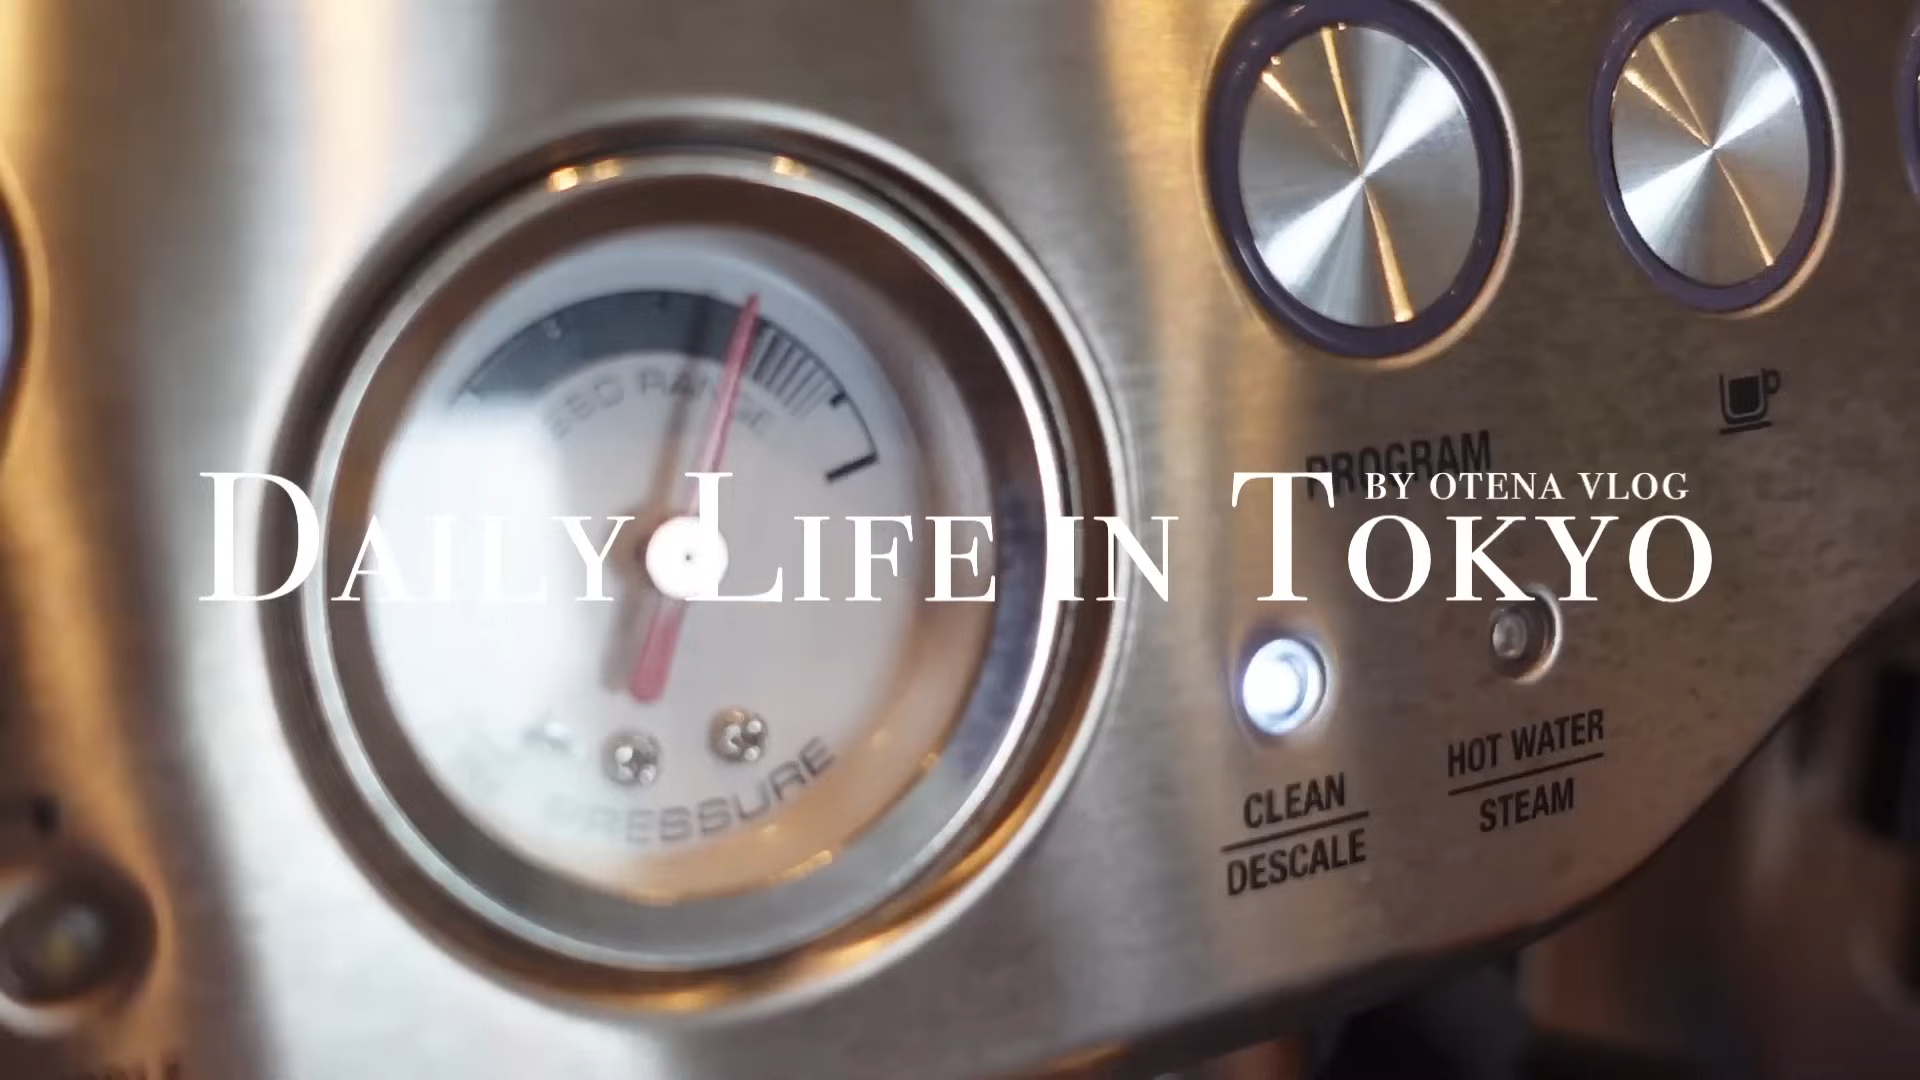 PROGRAM
BY OTENA VLOG
DAILY LIFE IN TOKYO
PRESSURE
CLEAN
DESCALE
HOT WATER
STEAM